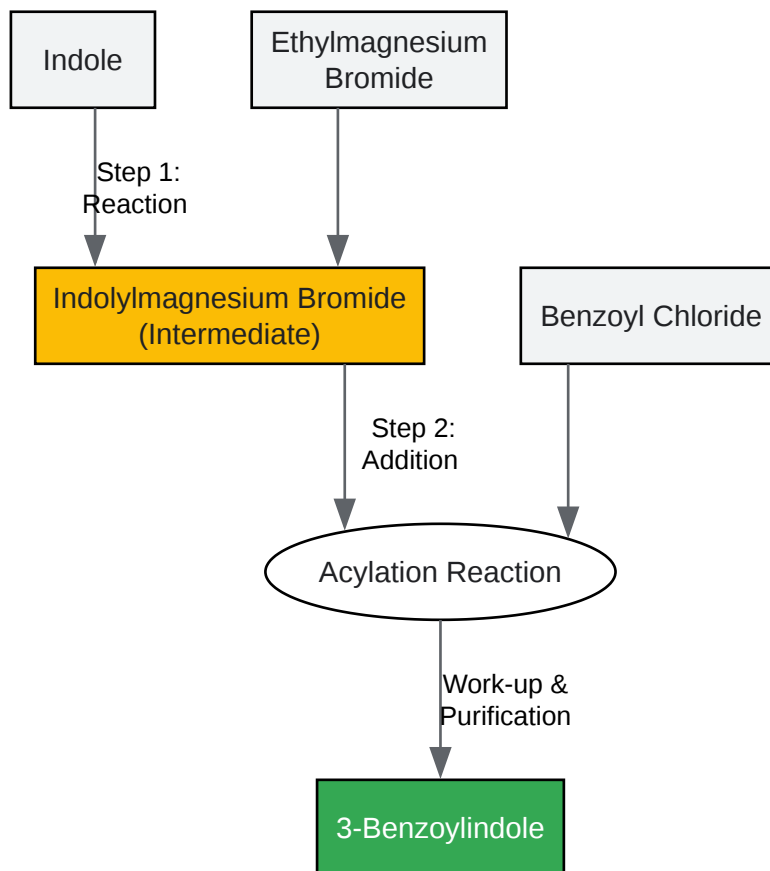 Indole
Ethylmagnesium
Bromide
Step 1:
Reaction
Indolylmagnesium Bromide
(Intermediate)
Benzoyl Chloride
Step 2:
Addition
Acylation Reaction
Work-up &
Purification
3-Benzoylindole